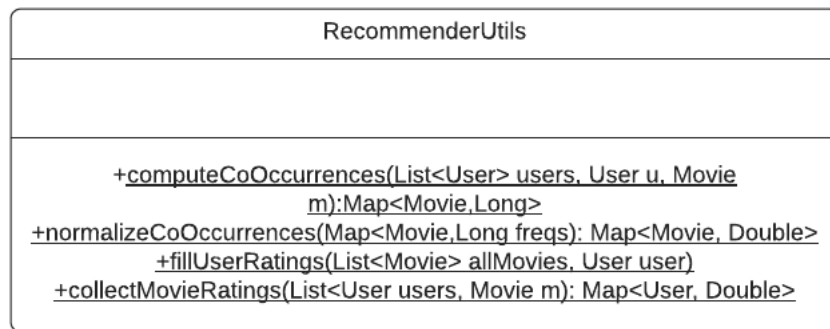 RecommenderUtils
+computeCoOccurrences(List<User> users, User u, Movie
m):Map<Movie,Long>
+normalizeCoOccurrences(Map<Movie,Long freqs): Map<Movie, Double>
+fillUserRatings(List<Movie> allMovies, User user)
+collectMovieRatings(List<User users, Movie m): Map<User, Double>